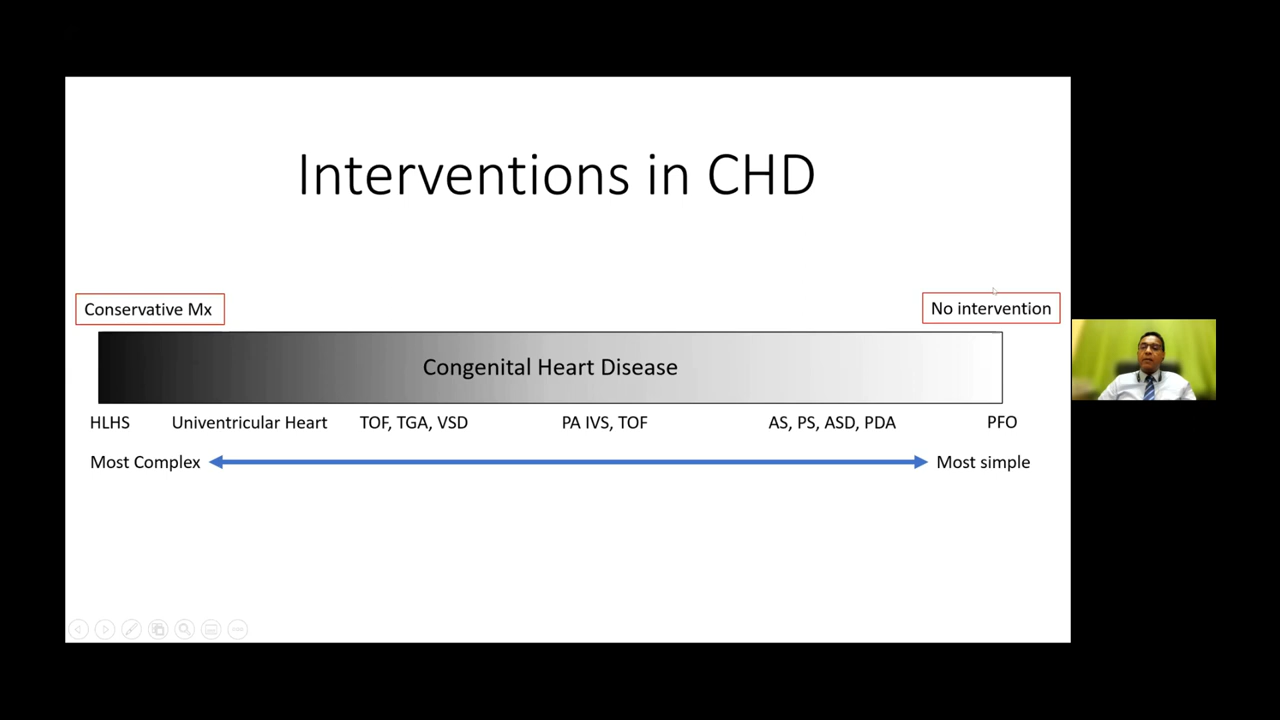 Interventions in CHD
Conservative Mx
No intervention
Congenital Heart Disease
HLHS
Univentricular Heart
TOF, TGA, VSD
PA IVS, TOF
AS, PS, ASD, PDA
PFO
Most Complex
Most simple